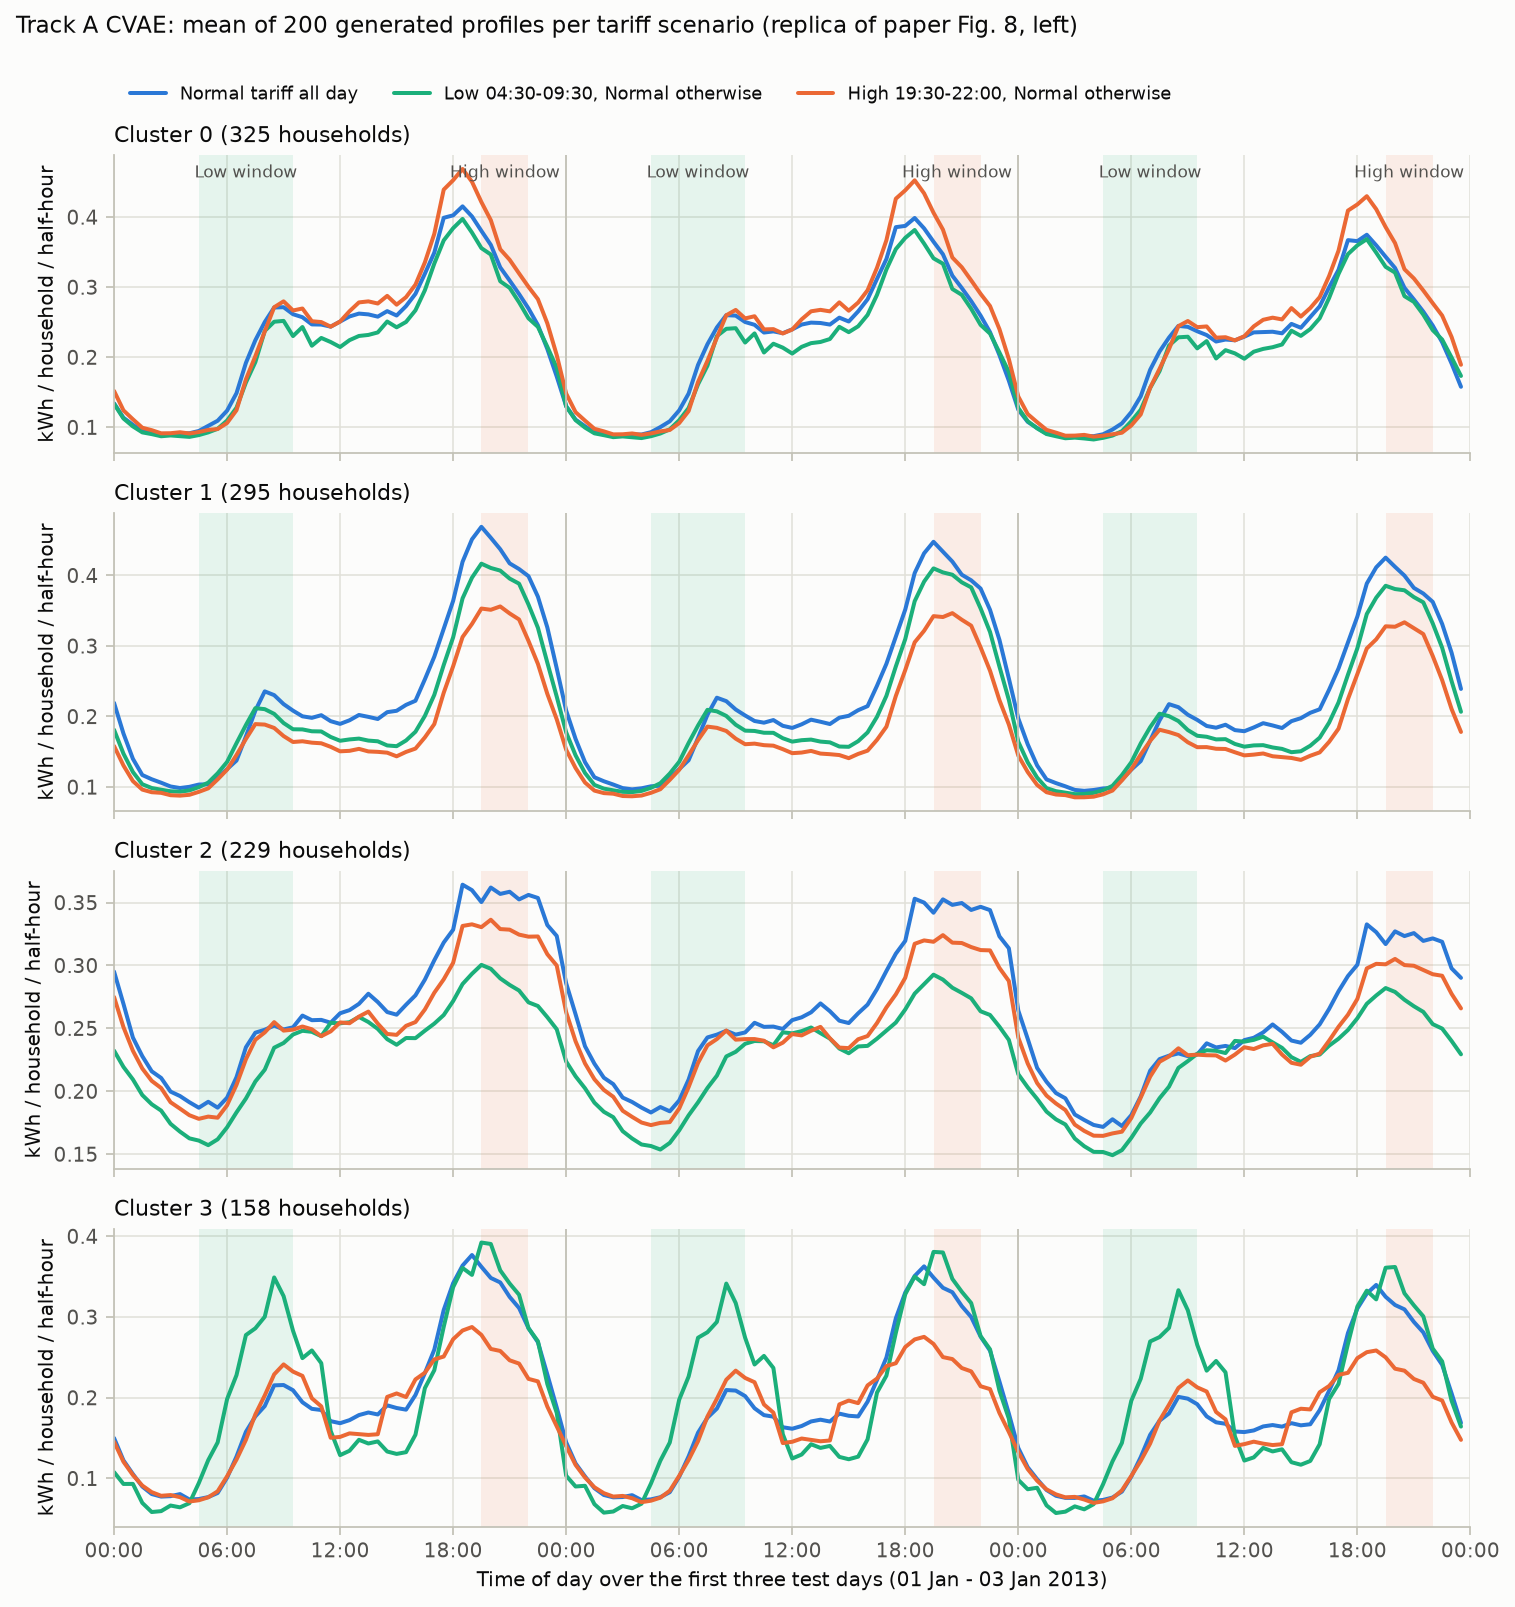 Track A CVAE: mean of 200 generated profiles per tariff scenario (replica of paper Fig. 8, left)
Normal tariff all day
Low 04:30-09:30, Normal otherwise
High 19:30-22:00, Normal otherwise
Cluster 0 (325 households)
Low window
High window
Low window
High window
Low window
High window
kWh / household / half-hour
0.4
0.3
0.2
0.1
Cluster 1 (295 households)
kWh / household / half-hour
0.4
0.3
0.2
0.1
Cluster 2 (229 households)
kWh / household / half-hour
0.35
0.30
0.25
0.20
0.15
Cluster 3 (158 households)
kWh / household / half-hour
0.4
0.3
0.2
0.1
00:00 06:00 12:00 18:00 00:00 06:00 12:00 18:00 00:00 06:00 12:00 18:00 00:00
Time of day over the first three test days (01 Jan - 03 Jan 2013)